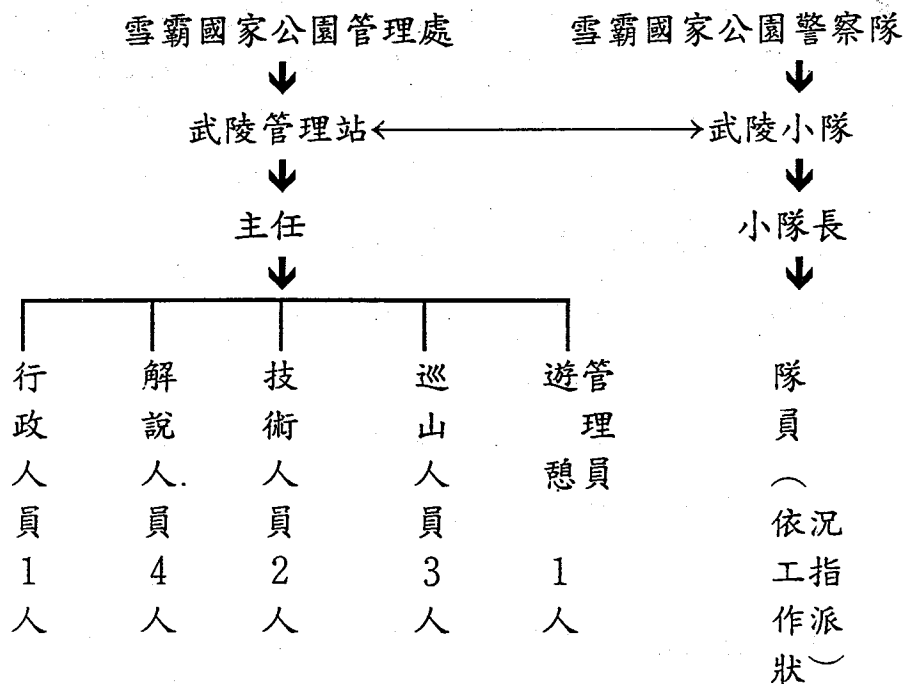 雪霸國家公園管理處
雪霸國家公園警察隊
武陵管理站
武陵小隊
主任
小隊長
行政人員1人
解說人員4人
技術人員2人
巡山人員3人
遊憩
管理員
1人
隊員（依工作狀
況指派）